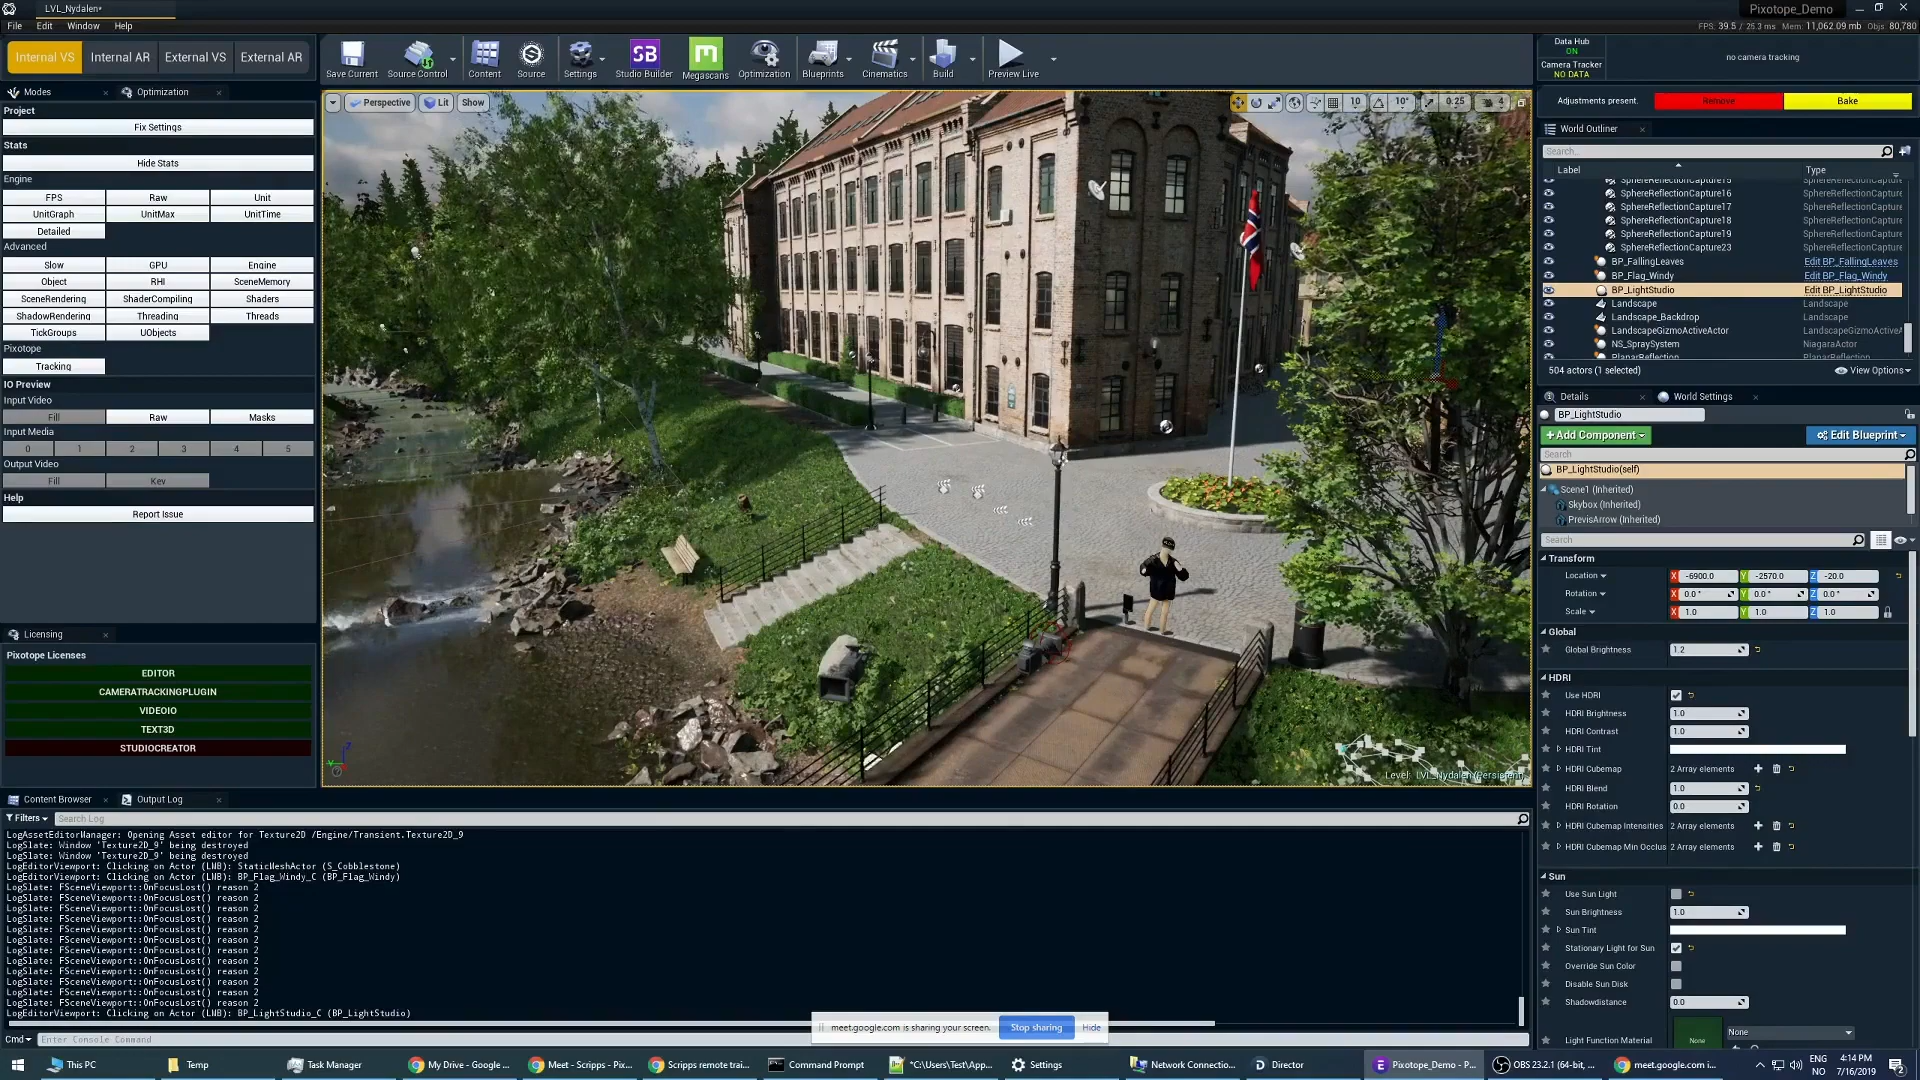 LVL_Nydalen*
Pixotope_Demo
File Edit Window Help
FPS: 39.5 / 25.3 ms Mem: 11,062.09 mb Objs: 80,780
Internal VS
Internal AR
External VS
External AR
Save Current
Source Control
Content
Source
Settings
Studio Builder
Megascans
Optimization
Blueprints
Cinematics
Build
Preview Live
Data Hub
ON
Camera Tracker
NO DATA
no camera tracking
Modes
Optimization
Project
Fix Settings
Stats
Hide Stats
Engine
FPS Raw Unit
UnitGraph UnitMax UnitTime
Detailed
Advanced
Slow GPU Engine
Object RHI SceneMemory
SceneRendering ShaderCompiling Shaders
ShadowRendering Threading Threads
TickGroups UObjects
Pixotope
Tracking
IO Preview
Input Video
Fill Raw Masks
Input Media
0 1 2 3 4 5
Output Video
Fill Key
Help
Report Issue
Licensing
Pixotope Licenses
EDITOR
CAMERATRACKINGPLUGIN
VIDEOIO
TEXT3D
STUDIOCREATOR
Perspective
Lit
Show
10
10°
0.25
4
Level: LVL_Nydalen (Persistent)
Adjustments present.
Remove
Bake
World Outliner
Search...
Label Type
SphereReflectionCapture15 SphereReflectionCapture
SphereReflectionCapture16 SphereReflectionCapture
SphereReflectionCapture17 SphereReflectionCapture
SphereReflectionCapture18 SphereReflectionCapture
SphereReflectionCapture19 SphereReflectionCapture
SphereReflectionCapture23 SphereReflectionCapture
BP_FallingLeaves Edit BP_FallingLeaves
BP_Flag_Windy Edit BP_Flag_Windy
BP_LightStudio Edit BP_LightStudio
Landscape Landscape
Landscape_Backdrop Landscape
LandscapeGizmoActiveActor LandscapeGizmoActiveA
NS_SpraySystem NiagaraActor
PlanarReflection PlanarReflection
504 actors (1 selected)
View Options
Details
World Settings
BP_LightStudio
Add Component
Edit Blueprint
Search
BP_LightStudio(self)
Scene1 (Inherited)
Skybox (Inherited)
PrevisArrow (Inherited)
Search
Transform
Location X -6900.0 Y -2570.0 Z -20.0
Rotation X 0.0 ° Y 0.0 ° Z 0.0 °
Scale X 1.0 Y 1.0 Z 1.0
Global
Global Brightness 1.2
HDRI
Use HDRI
HDRI Brightness 1.0
HDRI Contrast 1.0
HDRI Tint
HDRI Cubemap 2 Array elements
HDRI Blend 1.0
HDRI Rotation 0.0
HDRI Cubemap Intensities 2 Array elements
HDRI Cubemap Min Occlus 2 Array elements
Sun
Use Sun Light
Sun Brightness 1.0
Sun Tint
Stationary Light for Sun
Override Sun Color
Disable Sun Disk
Shadowdistance 0.0
Light Function Material None None
Content Browser
Output Log
Filters
Search Log
LogAssetEditorManager: Opening Asset editor for Texture2D /Engine/Transient.Texture2D_9
LogSlate: Window 'Texture2D_9' being destroyed
LogSlate: Window 'Texture2D_9' being destroyed
LogEditorViewport: Clicking on Actor (LMB): StaticMeshActor (S_Cobblestone)
LogEditorViewport: Clicking on Actor (LMB): BP_Flag_Windy_C (BP_Flag_Windy)
LogSlate: FSceneViewport::OnFocusLost() reason 2
LogSlate: FSceneViewport::OnFocusLost() reason 2
LogSlate: FSceneViewport::OnFocusLost() reason 2
LogSlate: FSceneViewport::OnFocusLost() reason 2
LogSlate: FSceneViewport::OnFocusLost() reason 2
LogSlate: FSceneViewport::OnFocusLost() reason 2
LogSlate: FSceneViewport::OnFocusLost() reason 2
LogSlate: FSceneViewport::OnFocusLost() reason 2
LogSlate: FSceneViewport::OnFocusLost() reason 2
LogSlate: FSceneViewport::OnFocusLost() reason 2
LogSlate: FSceneViewport::OnFocusLost() reason 2
LogSlate: FSceneViewport::OnFocusLost() reason 2
LogEditorViewport: Clicking on Actor (LMB): BP_LightStudio_C (BP_LightStudio)
meet.google.com is sharing your screen.
Stop sharing
Hide
Cmd
Enter Console Command
This PC
Temp
Task Manager
My Drive - Google ...
Meet - Scripps - Pix...
Scripps remote trai...
Command Prompt
*C:\Users\Test\App...
Settings
Network Connectio...
Director
Pixotope_Demo - P...
OBS 23.2.1 (64-bit, ...
meet.google.com i...
ENG
NO
4:14 PM
7/16/2019